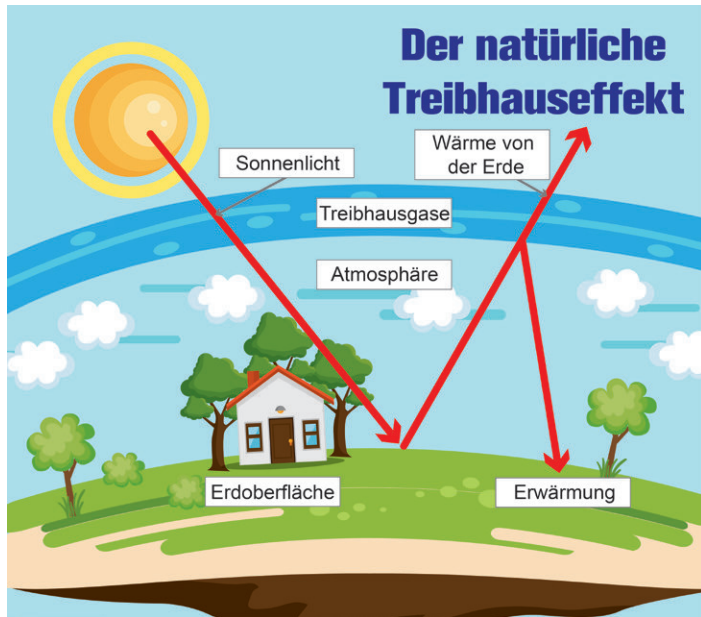 Der natürliche
Treibhauseffekt
Sonnenlicht
Wärme von
der Erde
Treibhausgase
Atmosphäre
Erdoberfläche
Erwärmung